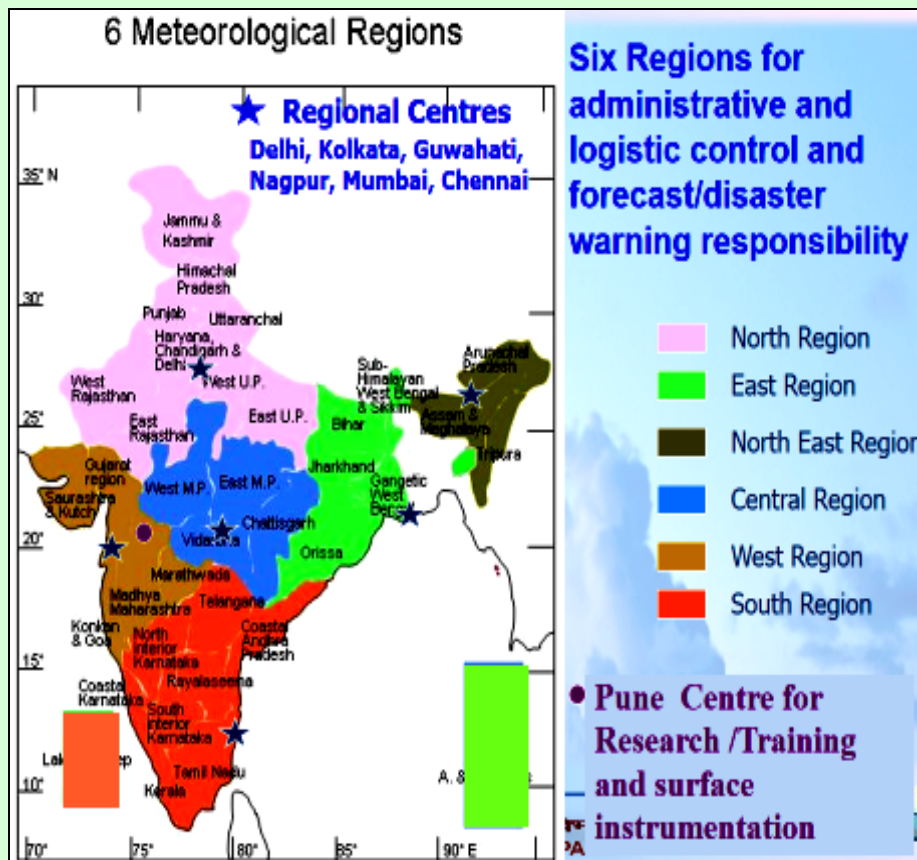 6 Meteorological Regions
Regional Centres
Delhi, Kolkata, Guwahati,
Nagpur, Mumbai, Chennai
Six Regions for
administrative and
logistic control and
forecast/disaster
warning responsibility
North Region
East Region
North East Region
Central Region
West Region
South Region
Pune Centre for
Research /Training
and surface
instrumentation
PA
70
75
80
85
90 E
35 N
30
25
20
15
10
Jammu &
Kashmir
Himachal
Pradesh
Punjab
Uttaranchal
Haryana,
Chandigarh &
Delhi
West U.P.
West
Rajasthan
East
Rajasthan
East U.P.
Sub-
Himalayan
West Bengal
& Sikkim
Arunachal
Pradesh
Assam &
Meghalaya
Bihar
Tripura
Jharkhand
Gangetic
West
Bengal
Gujarat
region
Saurashtra
& Kutch
West M.P.
East M.P.
Chattisgarh
Vidarbha
Orissa
Marathwada
Madhya
Maharashtra
Telangana
Konkan
& Goa
North
Interior
Karnataka
Coastal
Andhra
Pradesh
Rayalaseema
Coastal
Karnataka
South
Interior
Karnataka
Tamil Nadu
Kerala
A. &